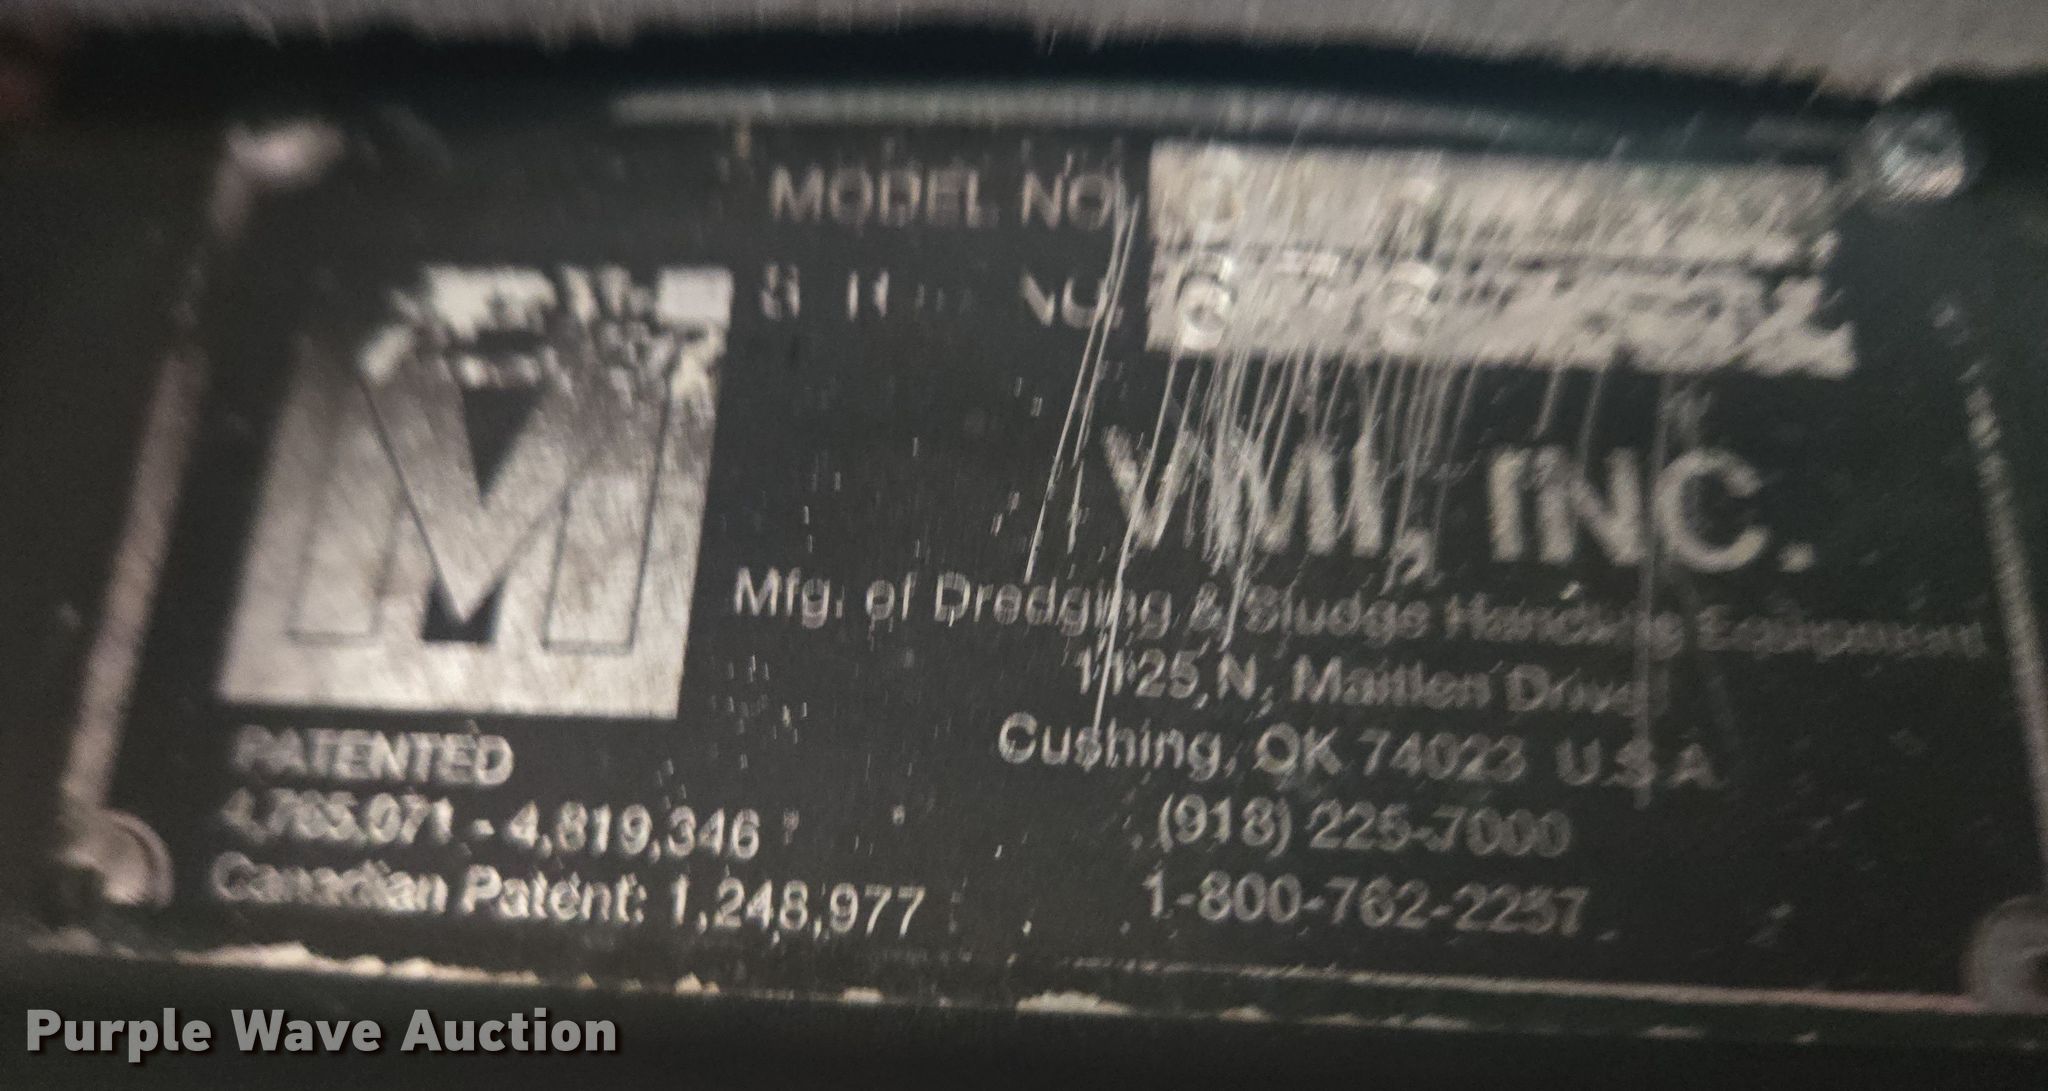 MODEL NO.
VMI, INC.
Mfg. of Dredging & Sludge Handling Equipment
1125 N. Maitlen Drive
Cushing, OK 74023 U.S.A
(918) 225-7000
1-800-762-2257
PATENTED
4,765,071 - 4,819,346
Canadian Patent: 1,248,977
Purple Wave Auction